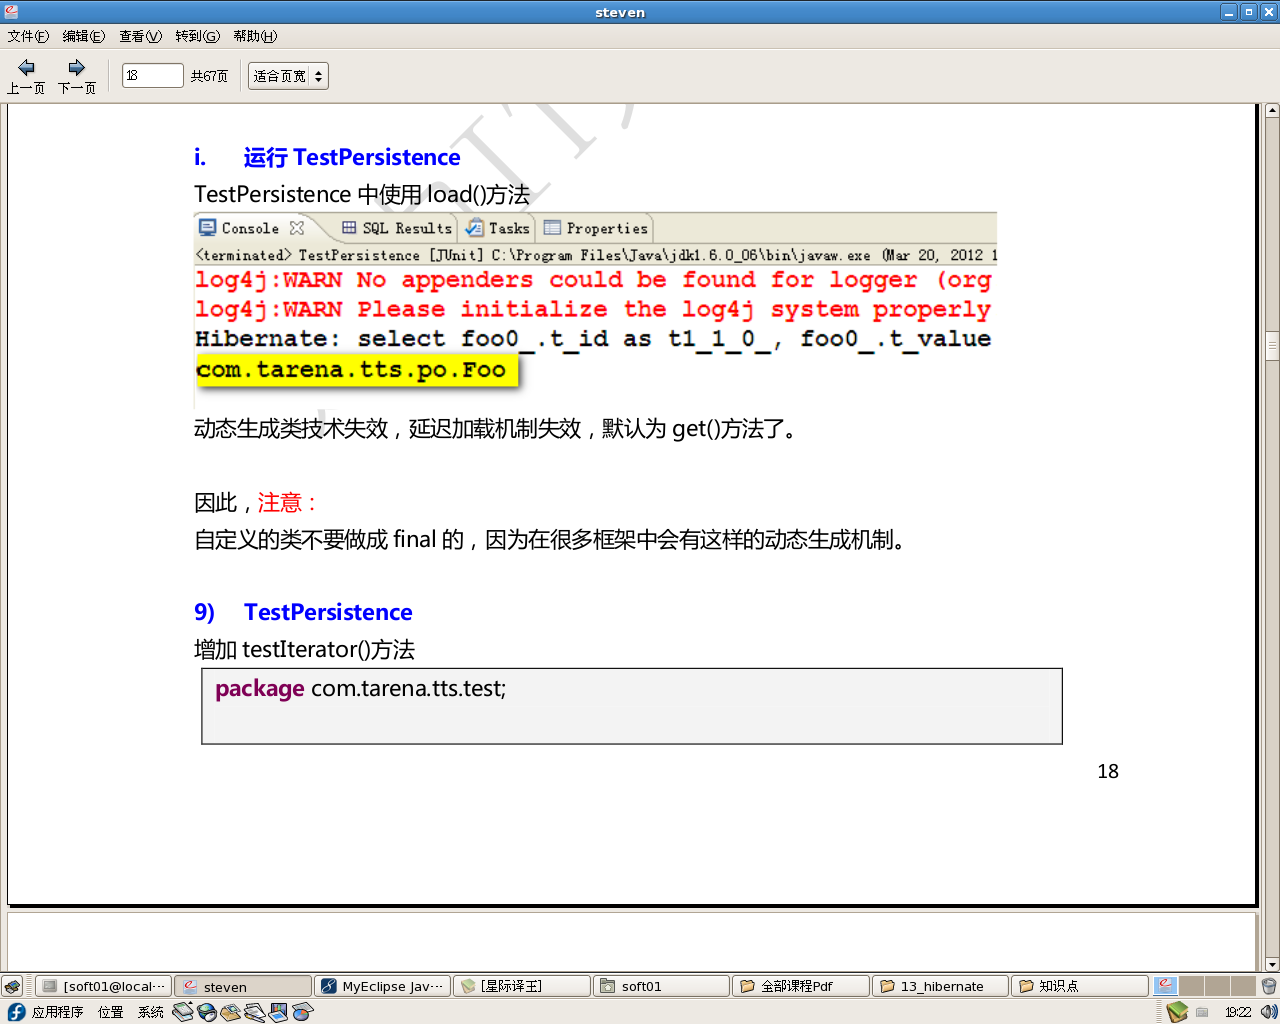 steven
文件(F) 编辑(E) 查看(V) 转到(G) 帮助(H)
上一页 下一页 18 共67页 适合页宽
i. 运行 TestPersistence
TestPersistence 中使用 load()方法
Console SQL Results Tasks Properties
<terminated> TestPersistence [JUnit] C:\Program Files\Java\jdk1.6.0_06\bin\javaw.exe (Mar 20, 2012 1
log4j:WARN No appenders could be found for logger (org
log4j:WARN Please initialize the log4j system properly
Hibernate: select foo0_.t_id as t1_1_0_, foo0_.t_value
com.tarena.tts.po.Foo
动态生成类技术失效，延迟加载机制失效，默认为 get()方法了。
因此，注意：
自定义的类不要做成 final 的，因为在很多框架中会有这样的动态生成机制。
9) TestPersistence
增加 testIterator()方法
package com.tarena.tts.test;
18
[soft01@local··· steven MyEclipse Jav··· [星际译王] soft01 全部课程Pdf 13_hibernate 知识点
应用程序 位置 系统 19:22